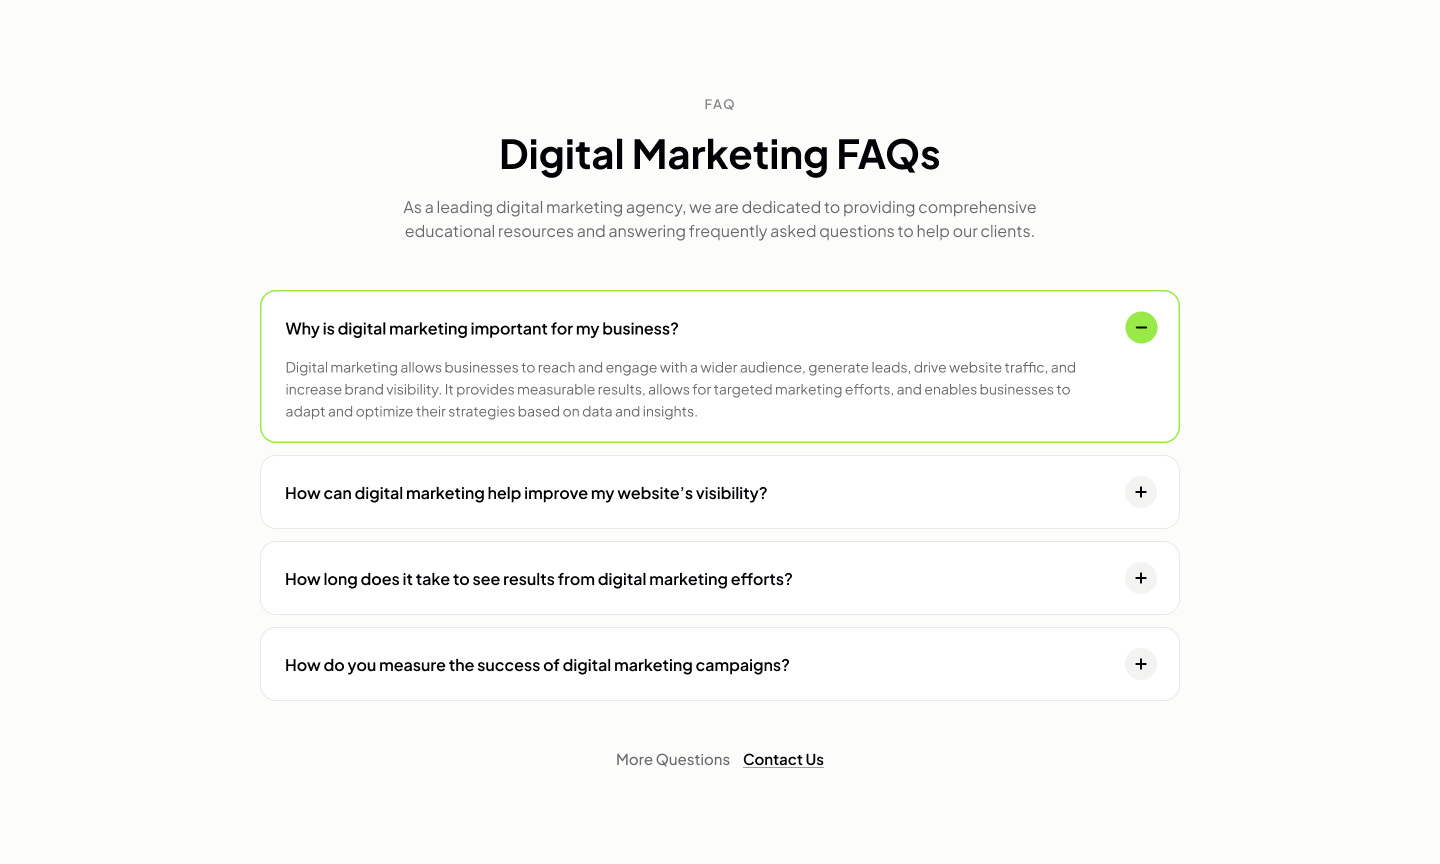 FAQ
Digital Marketing FAQs
As a leading digital marketing agency, we are dedicated to providing comprehensive
educational resources and answering frequently asked questions to help our clients.
Why is digital marketing important for my business?
Digital marketing allows businesses to reach and engage with a wider audience, generate leads, drive website traffic, and
increase brand visibility. It provides measurable results, allows for targeted marketing efforts, and enables businesses to
adapt and optimize their strategies based on data and insights.
How can digital marketing help improve my website’s visibility?
How long does it take to see results from digital marketing efforts?
How do you measure the success of digital marketing campaigns?
More Questions Contact Us